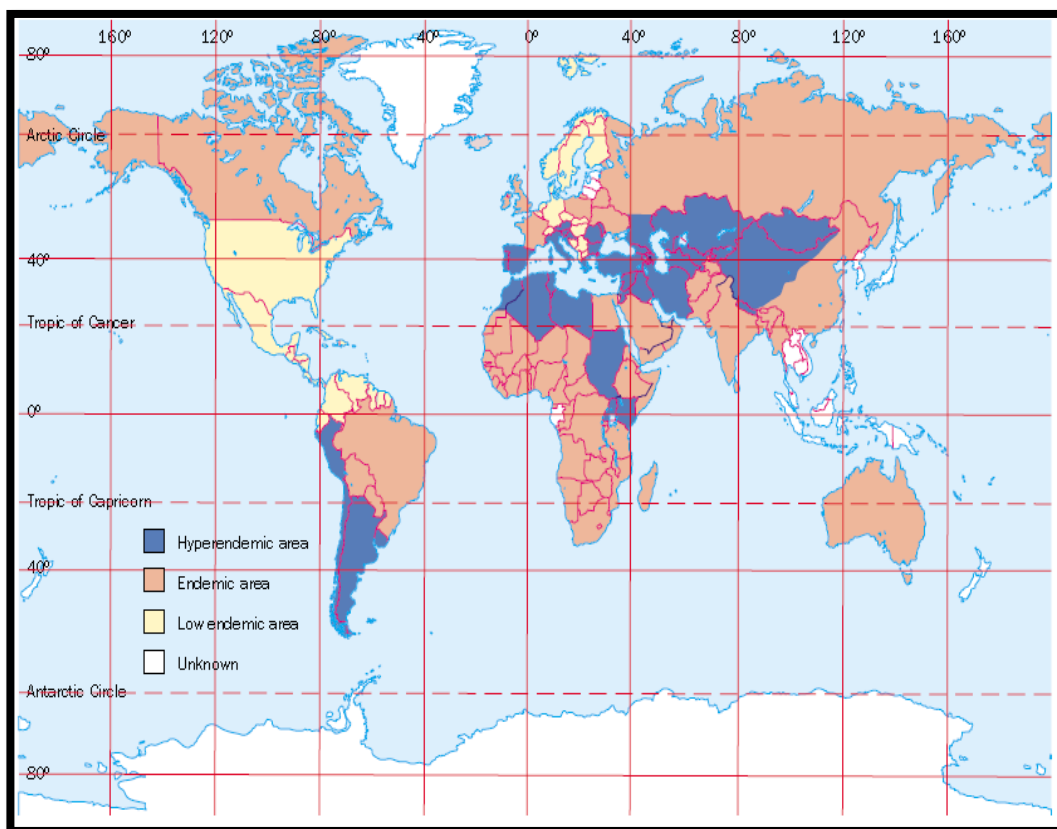 160º 120º 80º 40º 0º 40º 80º 120º 160º
80º
Arctic Circle
40º
Tropic of Cancer
0º
Tropic of Capricorn
Hyperendemic area
40º
Endemic area
Low endemic area
Unknown
Antarctic Circle
80º